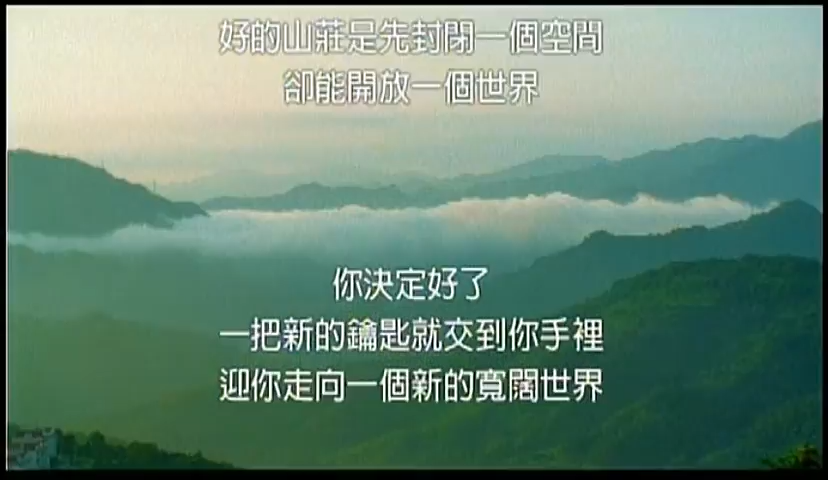 好的山莊是先封閉一個空間
卻能開放一個世界
你決定好了
一把新的鑰匙就交到你手裡
迎你走向一個新的寬闊世界